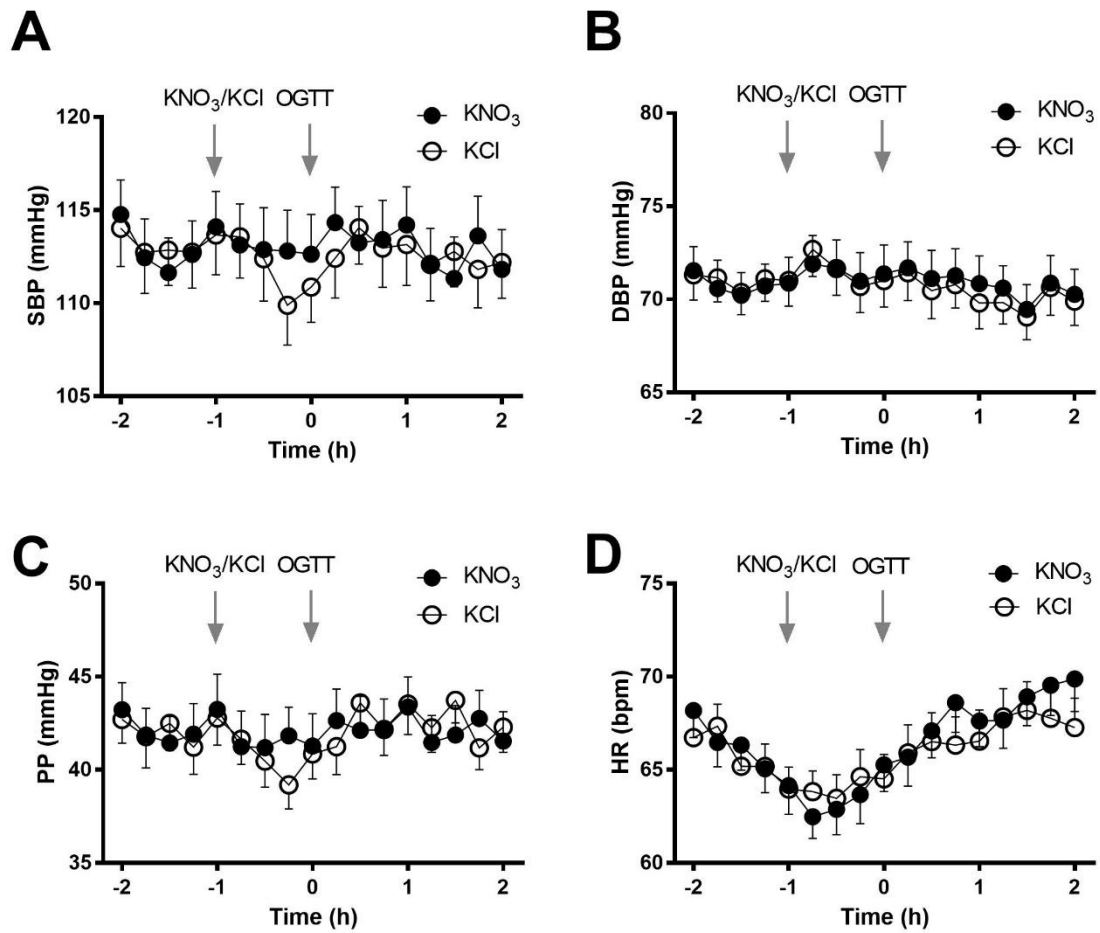 A
KNO₃/KCl OGTT
KNO₃
KCl
120
115
110
105
SBP (mmHg)
-2 -1 0 1 2
Time (h)
B
KNO₃/KCl OGTT
KNO₃
KCl
80
75
70
65
DBP (mmHg)
-2 -1 0 1 2
Time (h)
C
KNO₃/KCl OGTT
KNO₃
KCl
50
45
40
35
PP (mmHg)
-2 -1 0 1 2
Time (h)
D
KNO₃/KCl OGTT
KNO₃
KCl
75
70
65
60
HR (bpm)
-2 -1 0 1 2
Time (h)